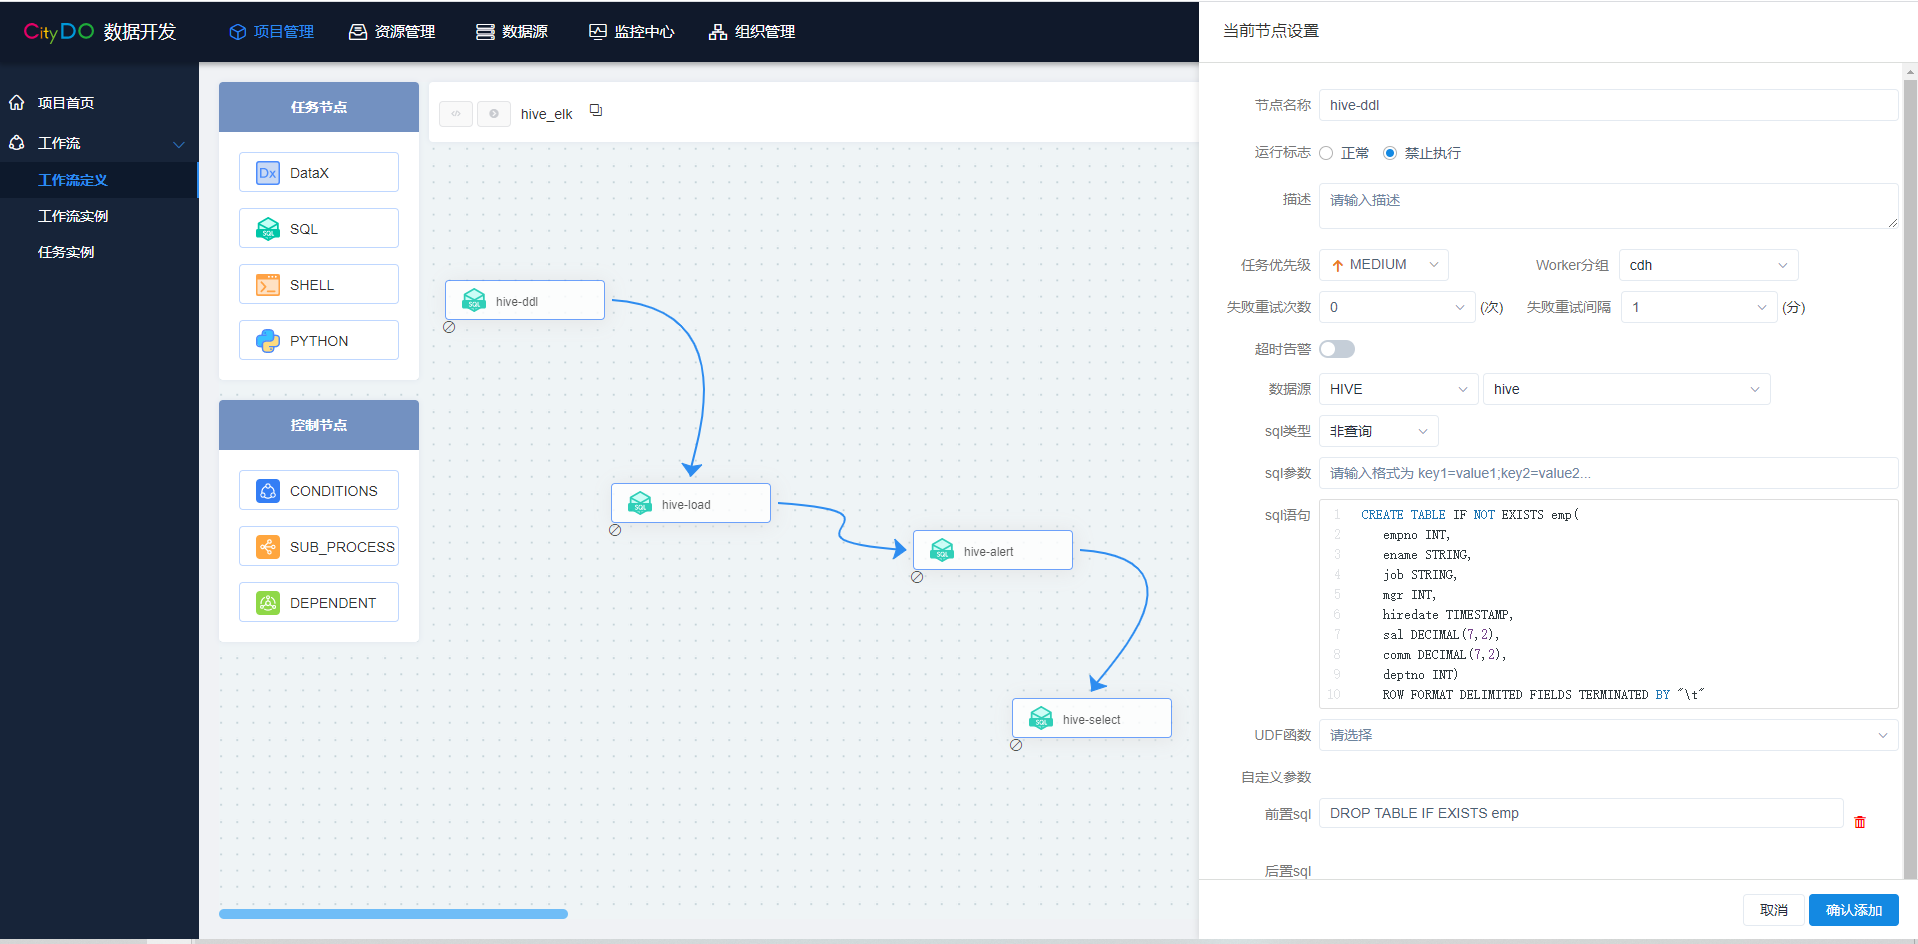 CityDO 数据开发
项目管理
资源管理
数据源
监控中心
组织管理
项目首页
工作流
工作流定义
工作流实例
任务实例
任务节点
Dx DataX
SQL SQL
SHELL
PYTHON
控制节点
CONDITIONS
SUB_PROCESS
DEPENDENT
hive_elk
SQL hive-ddl
SQL hive-load
SQL hive-alert
SQL hive-select
当前节点设置
节点名称 hive-ddl
运行标志 正常 禁止执行
描述 请输入描述
任务优先级 MEDIUM Worker分组 cdh
失败重试次数 0 (次) 失败重试间隔 1 (分)
超时告警
数据源 HIVE hive
sql类型 非查询
sql参数 请输入格式为 key1=value1;key2=value2...
sql语句
1 CREATE TABLE IF NOT EXISTS emp(
2 empno INT,
3 ename STRING,
4 job STRING,
5 mgr INT,
6 hiredate TIMESTAMP,
7 sal DECIMAL(7,2),
8 comm DECIMAL(7,2),
9 deptno INT)
10 ROW FORMAT DELIMITED FIELDS TERMINATED BY "\t"
UDF函数 请选择
自定义参数
前置sql DROP TABLE IF EXISTS emp
后置sql
取消 确认添加